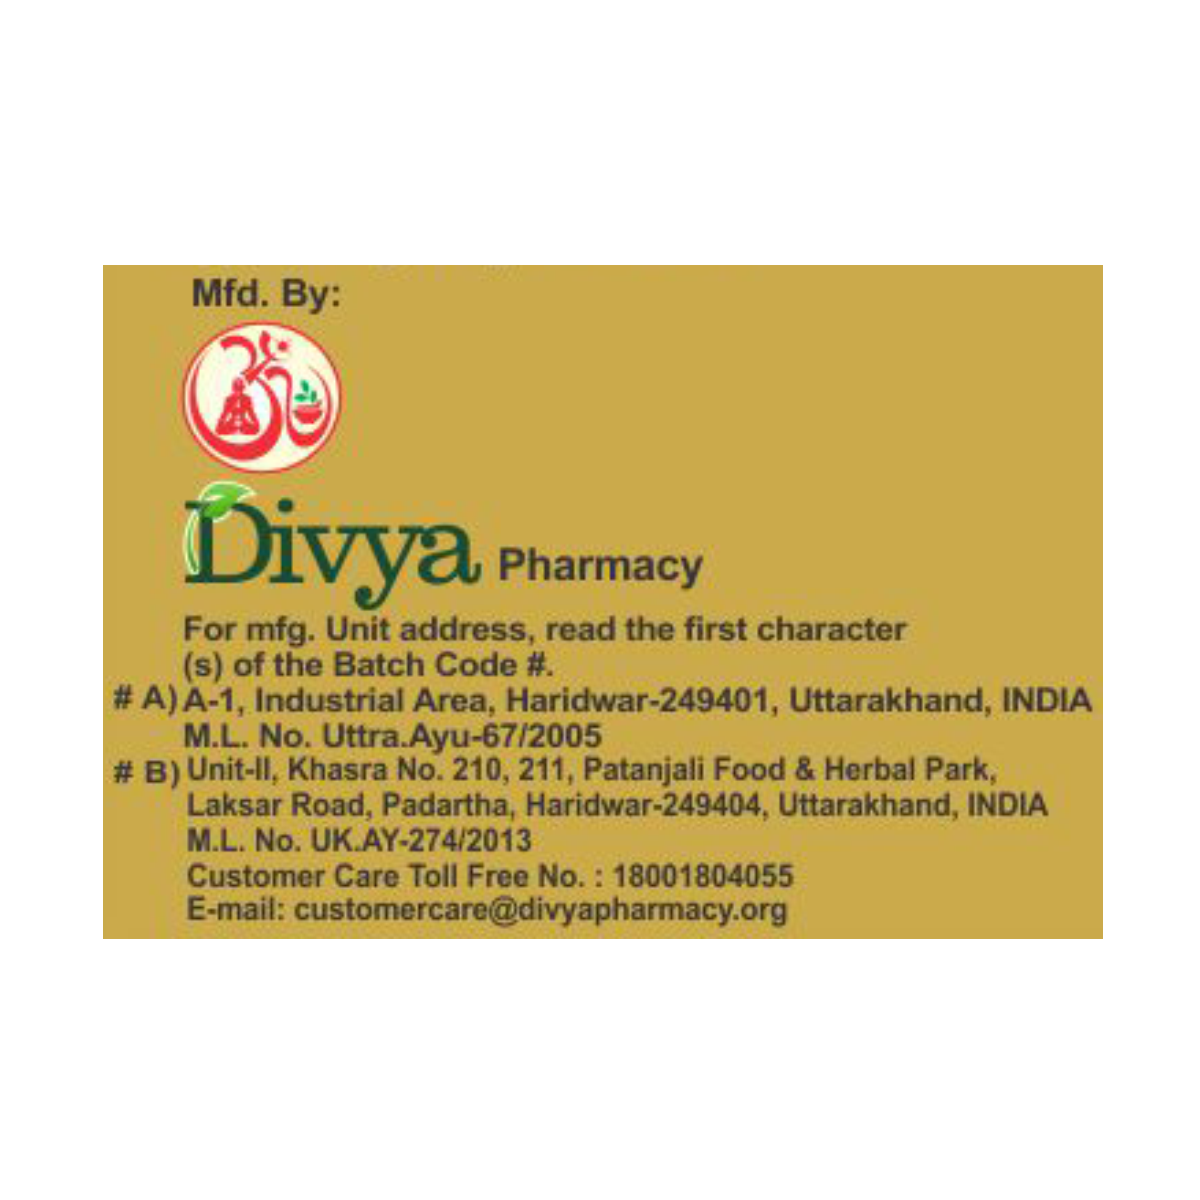 Mfd. By:
Divya Pharmacy
For mfg. Unit address, read the first character
(s) of the Batch Code #.
# A) A-1, Industrial Area, Haridwar-249401, Uttarakhand, INDIA
M.L. No. Uttra.Ayu-67/2005
# B) Unit-II, Khasra No. 210, 211, Patanjali Food & Herbal Park,
Laksar Road, Padartha, Haridwar-249404, Uttarakhand, INDIA
M.L. No. UK.AY-274/2013
Customer Care Toll Free No. : 18001804055
E-mail: customercare@divyapharmacy.org